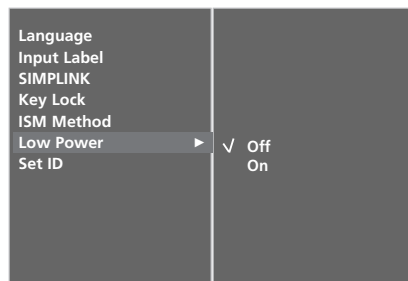 Language
Input Label
SIMPLINK
Key Lock
ISM Method
Low Power
Set ID
Off
On